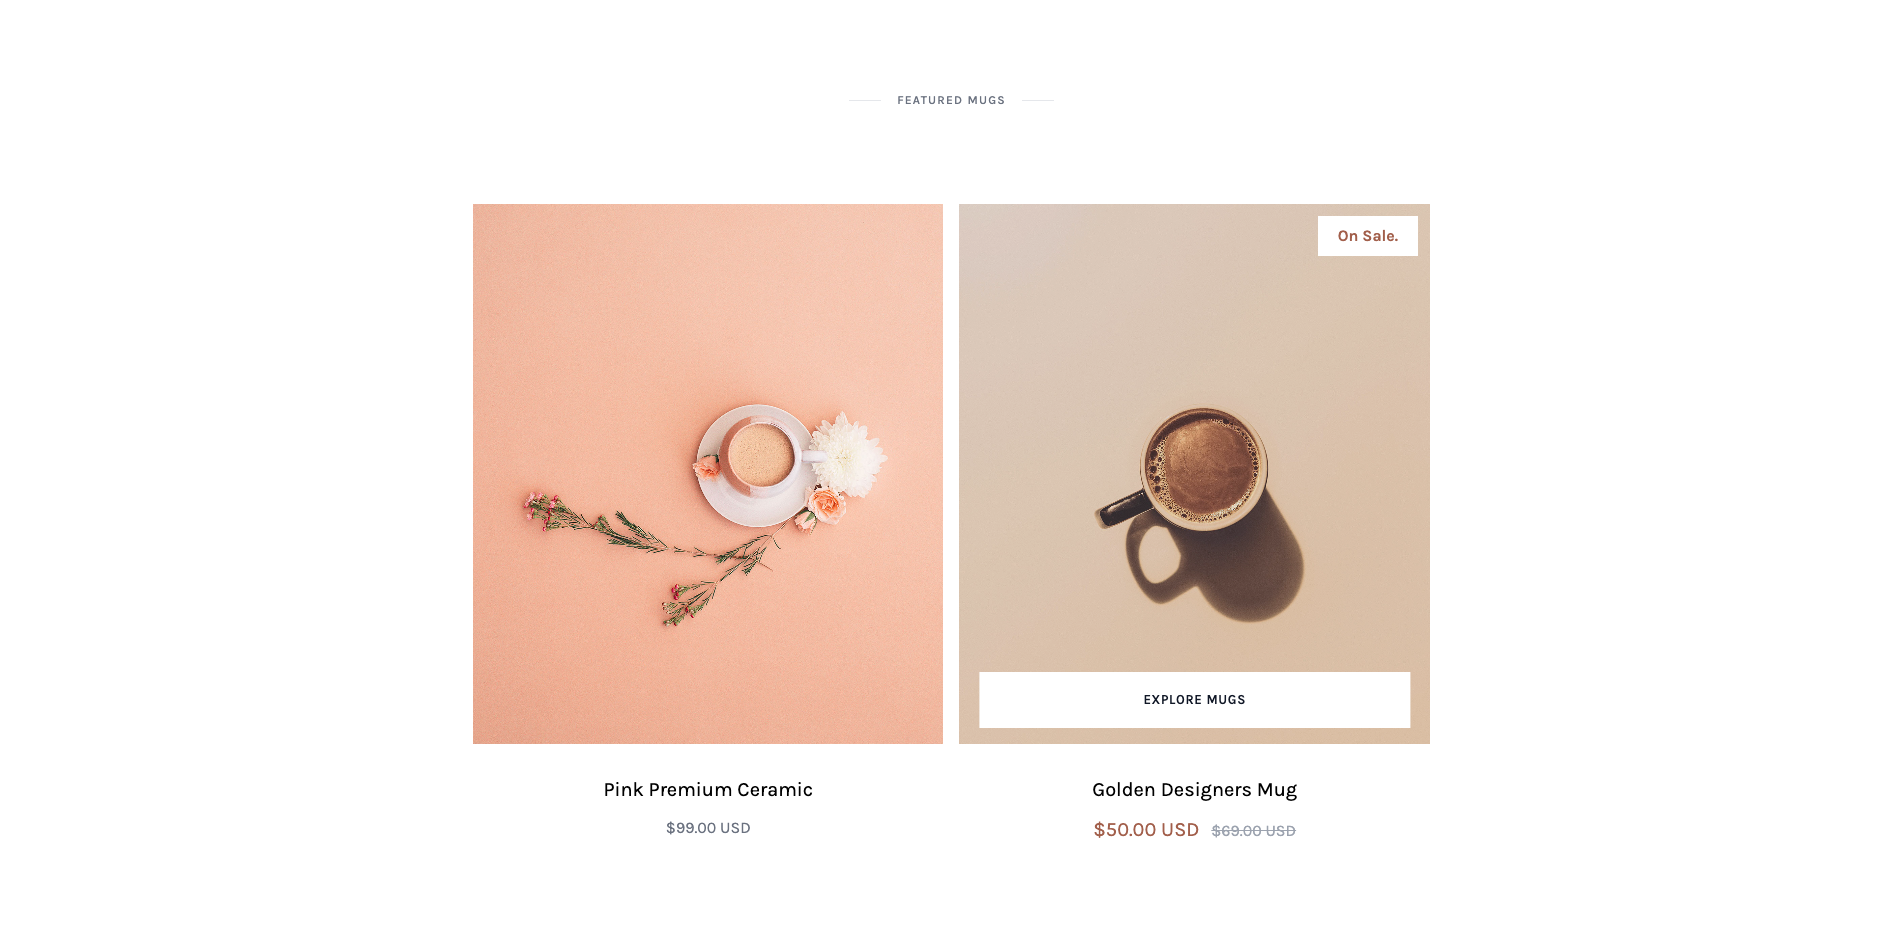 FEATURED MUGS
On Sale.
EXPLORE MUGS
Pink Premium Ceramic
$99.00 USD
Golden Designers Mug
$50.00 USD $69.00 USD